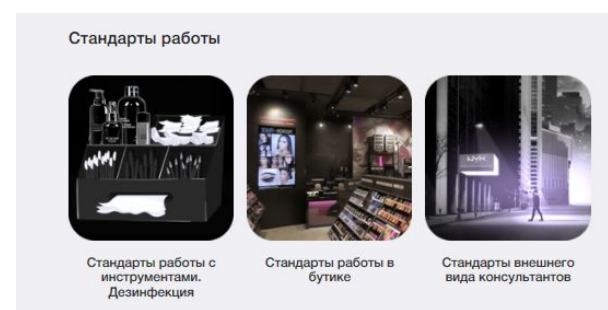 Стандарты работы
NYX
Стандарты работы с
инструментами.
Дезинфекция
Стандарты работы в
бутике
Стандарты внешнего
вида консультантов